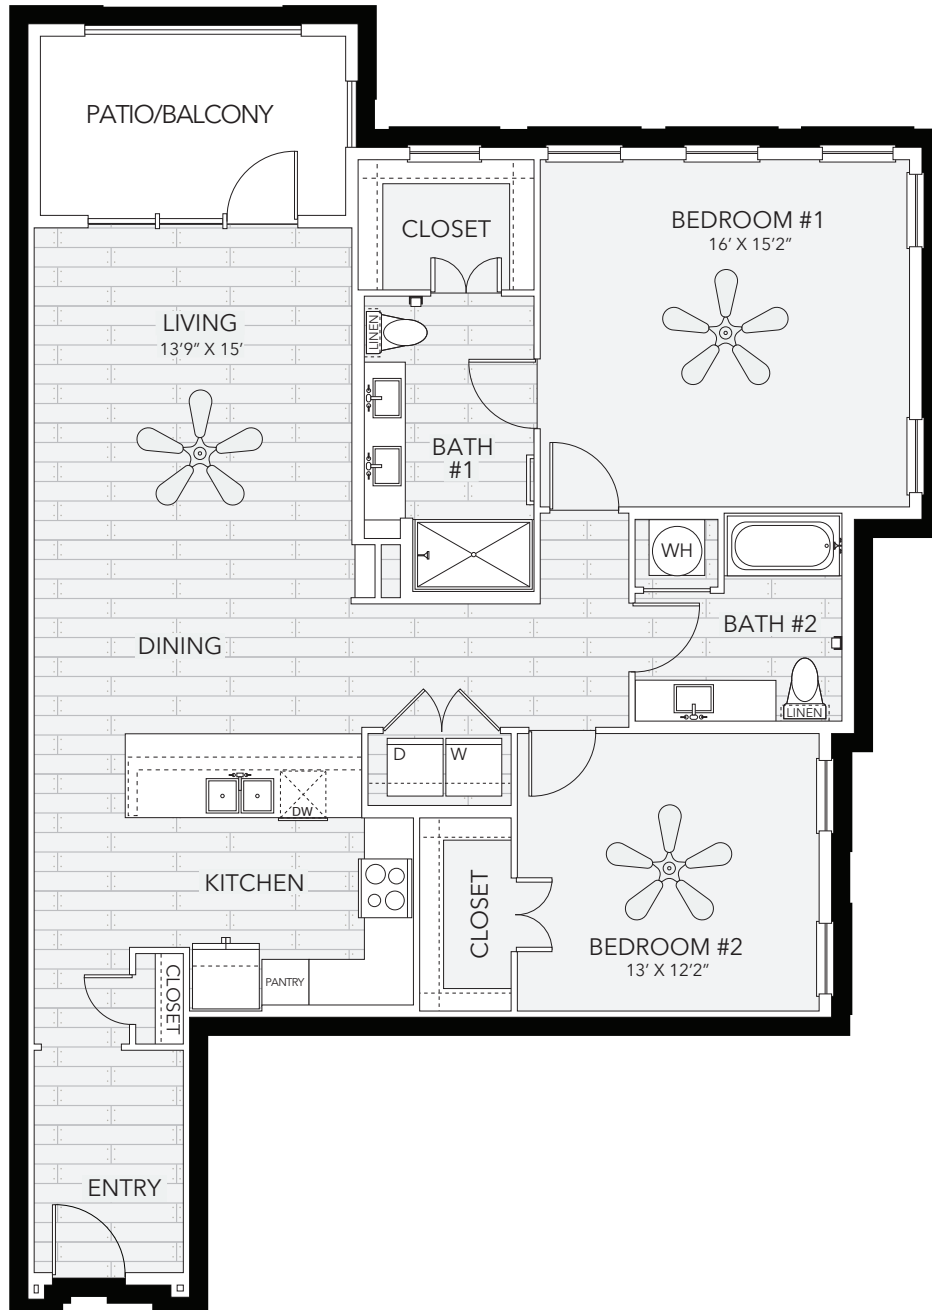 PATIO/BALCONY
CLOSET
BEDROOM #1
16' X 15'2"
LIVING
13'9" X 15'
LINEN
BATH
#1
WH
BATH #2
LINEN
DINING
D
W
DW
KITCHEN
CLOSET
BEDROOM #2
13' X 12'2"
PANTRY
CLOSET
ENTRY